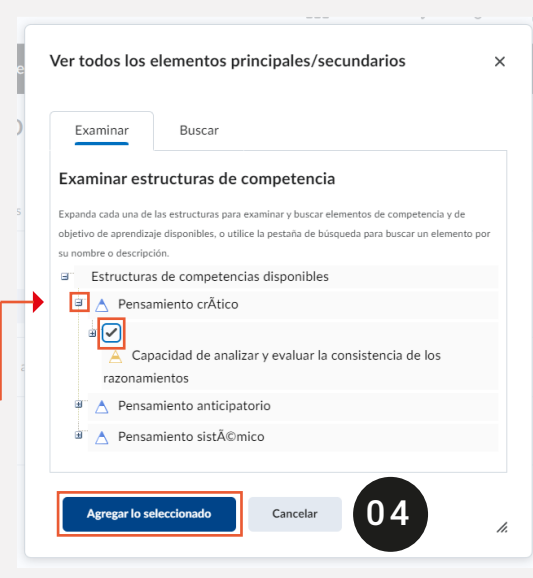 Ver todos los elementos principales/secundarios
Examinar
Buscar
Examinar estructuras de competencia
Expanda cada una de las estructuras para examinar y buscar elementos de competencia y de
objetivo de aprendizaje disponibles, o utilice la pestaña de búsqueda para buscar un elemento por
su nombre o descripción.
Estructuras de competencias disponibles
Pensamiento crÃtico
Capacidad de analizar y evaluar la consistencia de los
razonamientos
Pensamiento anticipatorio
Pensamiento sistÃ©mico
Agregar lo seleccionado
Cancelar
04